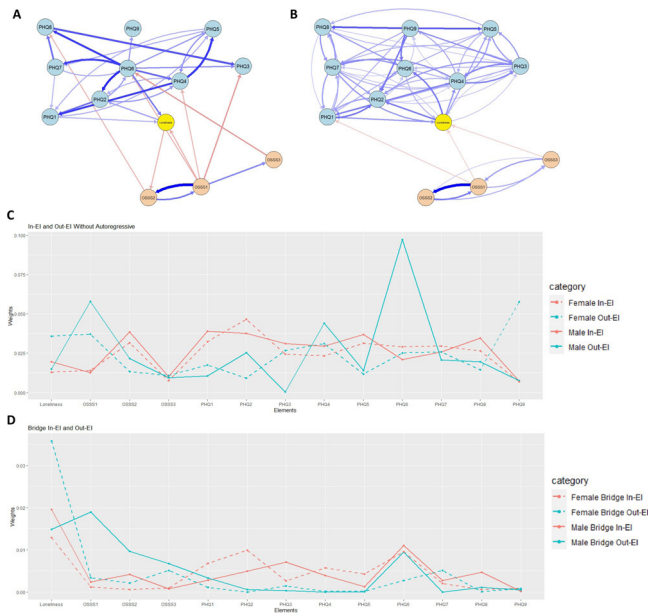 A
B
PHQ8
PHQ9
PHQ5
PHQ7
PHQ6
PHQ4
PHQ3
PHQ2
PHQ1
OSSS3
OSSS1
OSSS2
PHQ9
PHQ8
PHQ5
PHQ7
PHQ6
PHQ3
PHQ4
PHQ2
PHQ1
OSSS3
OSSS1
OSSS2
C
In-EI and Out-EI Without Autoregressive
0.100
0.075
0.050
0.025
0.000
Weights
Loneliness OSSS1 OSSS2 OSSS3 PHQ1 PHQ2 PHQ3 PHQ4 PHQ5 PHQ6 PHQ7 PHQ8 PHQ9
Elements
category
Female In-EI
Female Out-EI
Male In-EI
Male Out-EI
D
Bridge In-EI and Out-EI
0.03
0.02
0.01
0.00
Weights
Loneliness OSSS1 OSSS2 OSSS3 PHQ1 PHQ2 PHQ3 PHQ4 PHQ5 PHQ6 PHQ7 PHQ8 PHQ9
Elements
category
Female Bridge In-EI
Female Bridge Out-EI
Male Bridge In-EI
Male Bridge Out-EI